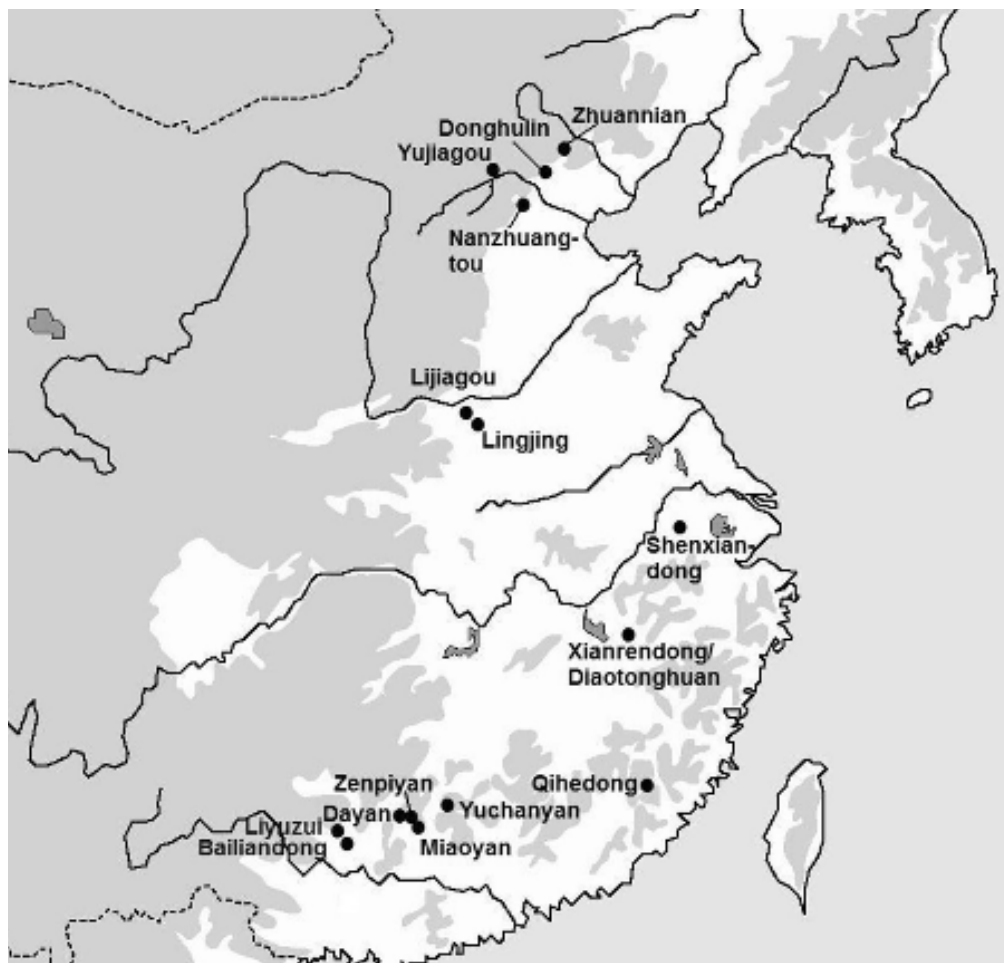 Zhuannian
Donghulin
Yujiagou
Nanzhuang-
tou
Lijiagou
Lingjing
Shenxian-
dong
Xianrendong/
Diaotonghuan
Zenpiyan
Qihedong
Dayan
Yuchanyan
Liyuzui
Bailiandong
Miaoyan